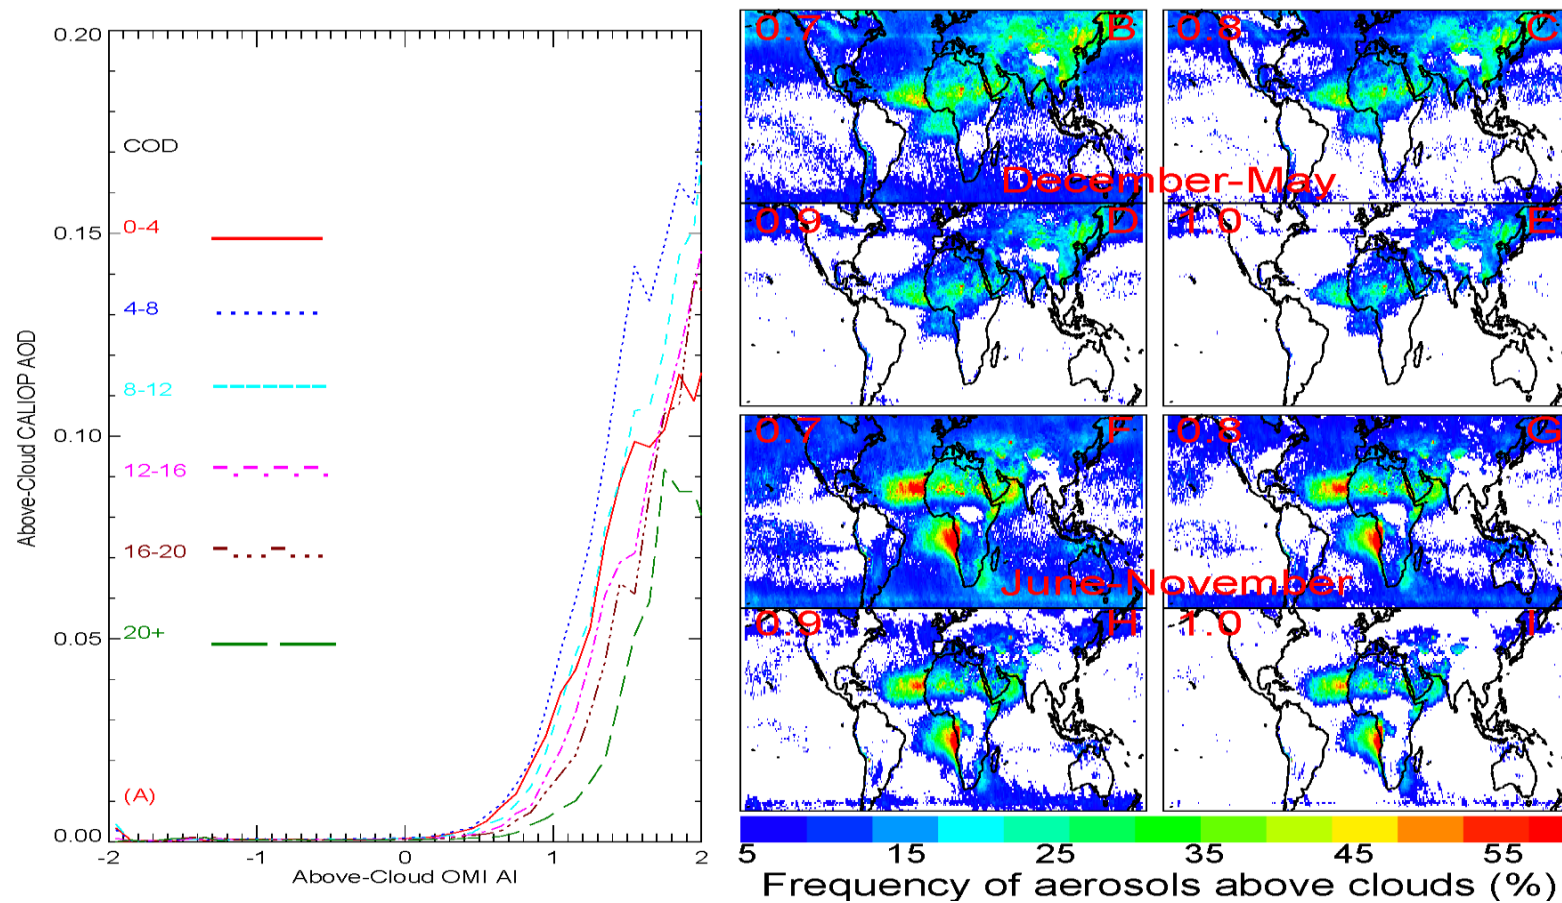 0.20
0.15
0.10
0.05
0.00
Above-Cloud CALIOP AOD
COD
0-4
4-8
8-12
12-16
16-20
20+
(A)
-2 -1 0 1 2
Above-Cloud OMI AI
0.7 B 0.8 C
December-May
0.9 D 1.0 E
0.7 F 0.8 G
June-November
0.9 H 1.0 I
5 15 25 35 45 55
Frequency of aerosols above clouds (%)